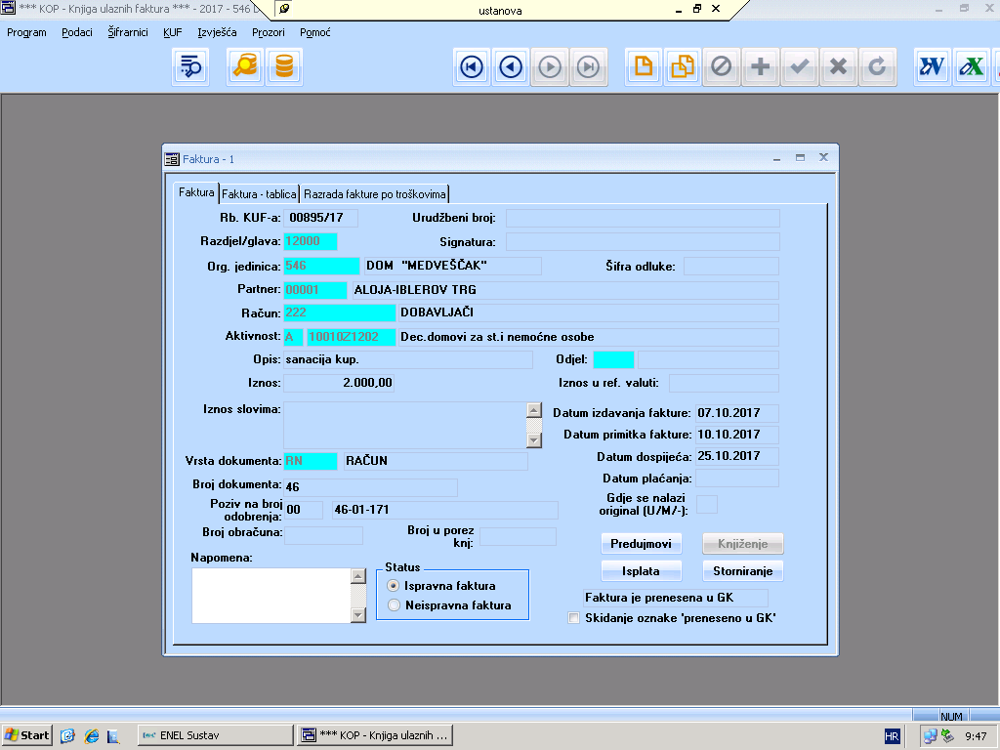 *** KOP - Knjiga ulaznih faktura *** - 2017 - 546 D
ustanova
Program Podaci Šifrarnici KUF Izvješća Prozori Pomoć
Faktura - 1
Faktura Faktura - tablica Razrada fakture po troškovima
Rb. KUF-a: 00895/17 Urudžbeni broj:
Razdjel/glava: 12000 Signatura:
Org. jedinica: 546 DOM "MEDVEŠČAK" Šifra odluke:
Partner: 00001 ALOJA-IBLEROV TRG
Račun: 222 DOBAVLJAČI
Aktivnost: A 10010Z1202 Dec.domovi za st.i nemoćne osobe
Opis: sanacija kup. Odjel:
Iznos: 2.000,00 Iznos u ref. valuti:
Iznos slovima: Datum izdavanja fakture: 07.10.2017
Datum primitka fakture: 10.10.2017
Datum dospijeća: 25.10.2017
Vrsta dokumenta: RN RAČUN
Datum plaćanja:
Broj dokumenta: 46
Gdje se nalazi
original (U/M/-):
Poziv na broj
odobrenja: 00 46-01-171
Broj obračuna: Broj u porez
knj:
Predujmovi Knjiženje
Napomena:
Status
Isplata Storniranje
Ispravna faktura
Neispravna faktura
Faktura je prenesena u GK
Skidanje oznake 'preneseno u GK'
NUM
Start ENEL Sustav *** KOP - Knjiga ulaznih ... HR 9:47